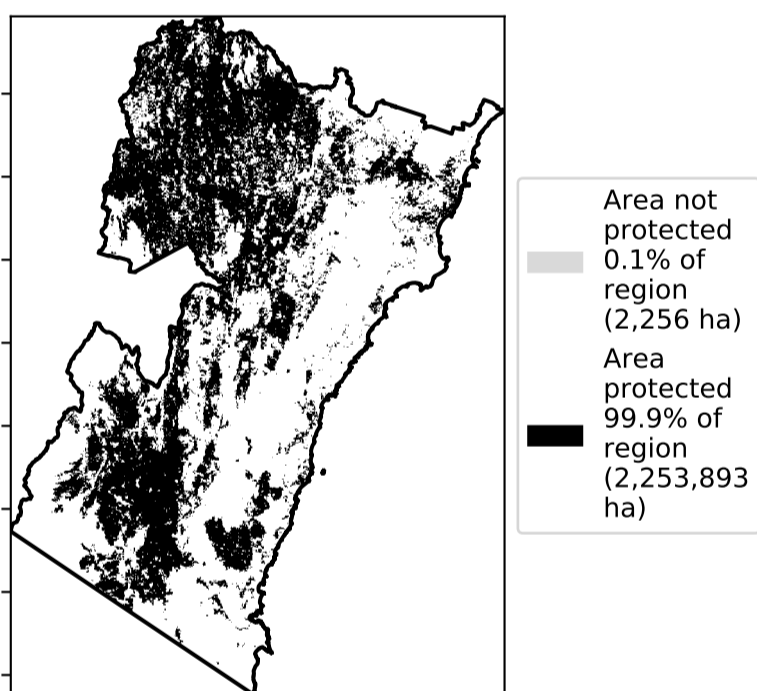 Area not
protected
0.1% of
region
(2,256 ha)
Area
protected
99.9% of
region
(2,253,893
ha)